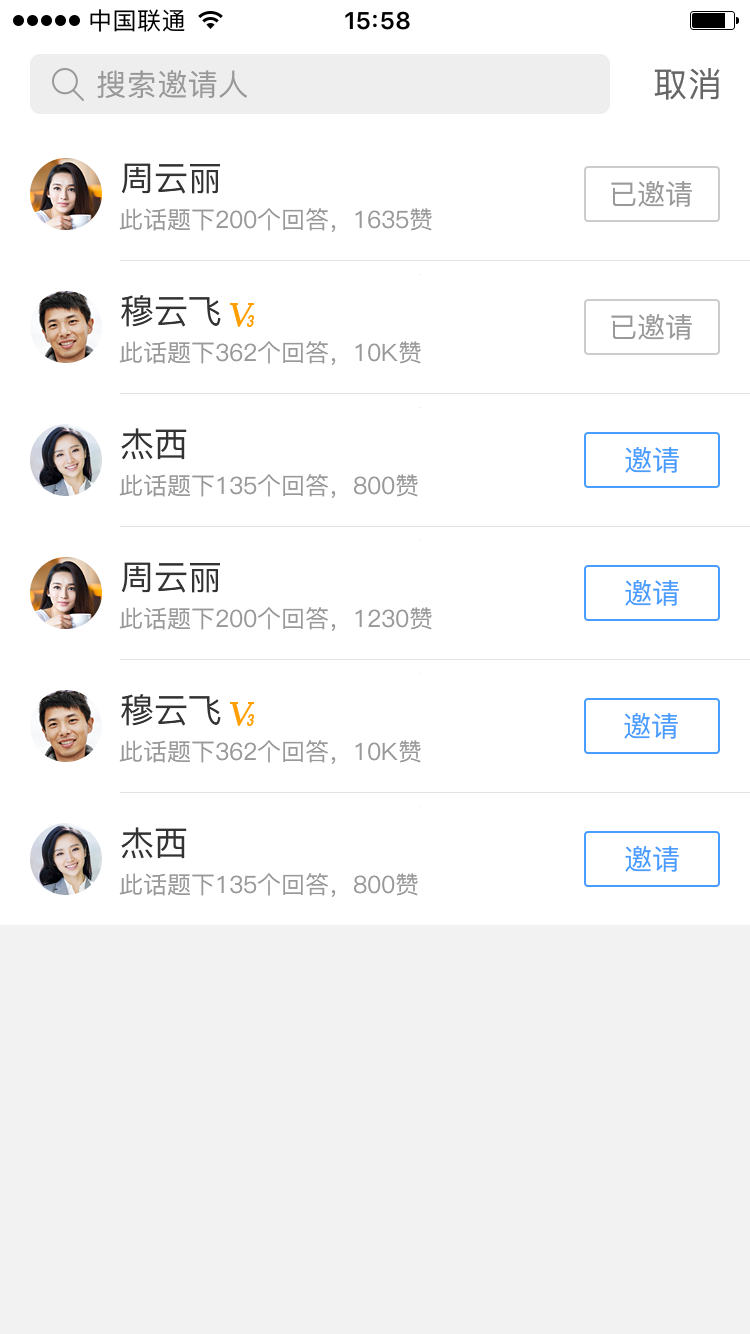 中国联通 15:58
搜索邀请人 取消
周云丽
此话题下200个回答，1635赞
已邀请
穆云飞 V3
此话题下362个回答，10K赞
已邀请
杰西
此话题下135个回答，800赞
邀请
周云丽
此话题下200个回答，1230赞
邀请
穆云飞 V3
此话题下362个回答，10K赞
邀请
杰西
此话题下135个回答，800赞
邀请